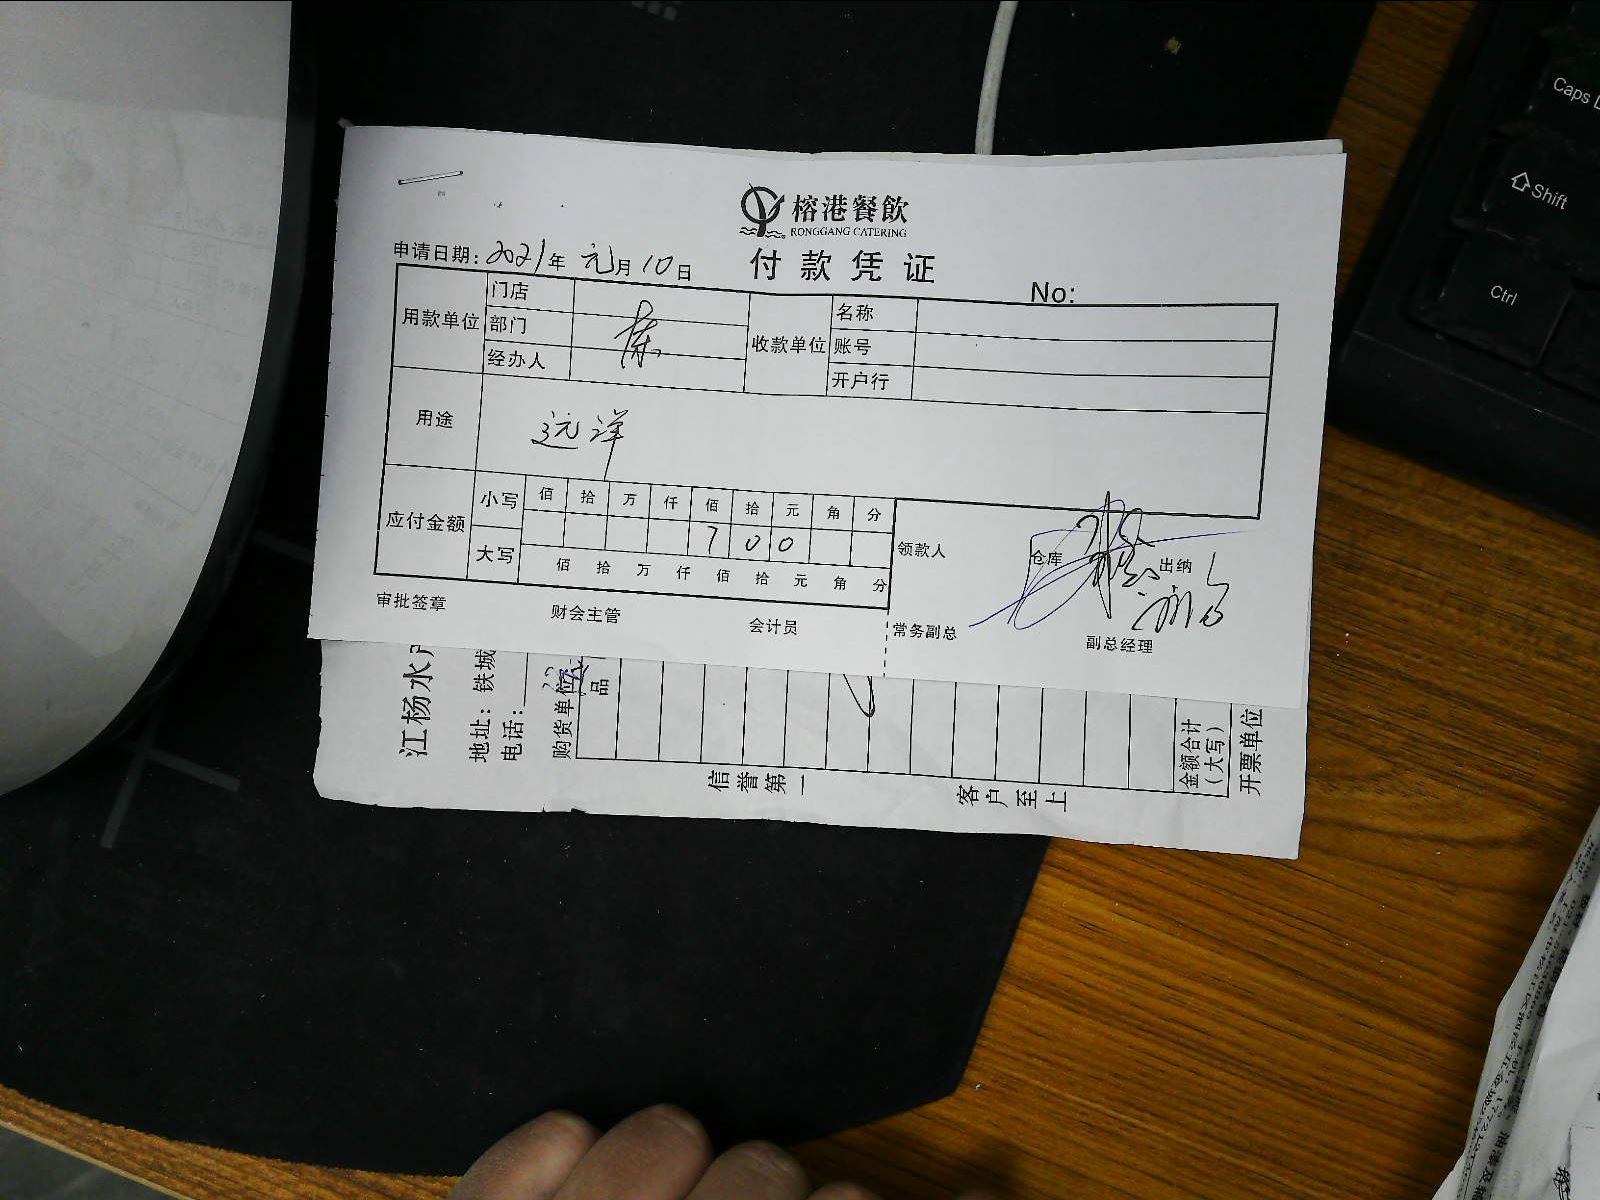 榕港餐飲
RONGGANG CATERING
付款凭证
申请日期: 2021年 元月 10日
No:
用款单位 门店 收款单位 名称
部门 账号
经办人 开户行
用途 远洋
应付金额 小写 佰 拾 万 仟 佰 拾 元 角 分
7 0 0
大写 佰 拾 万 仟 佰 拾 元 角 分
领款人 仓库 出纳
审批签章 财会主管 会计员 常务副总 副总经理
江杨水
地址: 铁城
电话:
购货单位
品
信誉第一
客户至上
金额合计
(大写)
开票单位
Caps
Shift
Ctrl